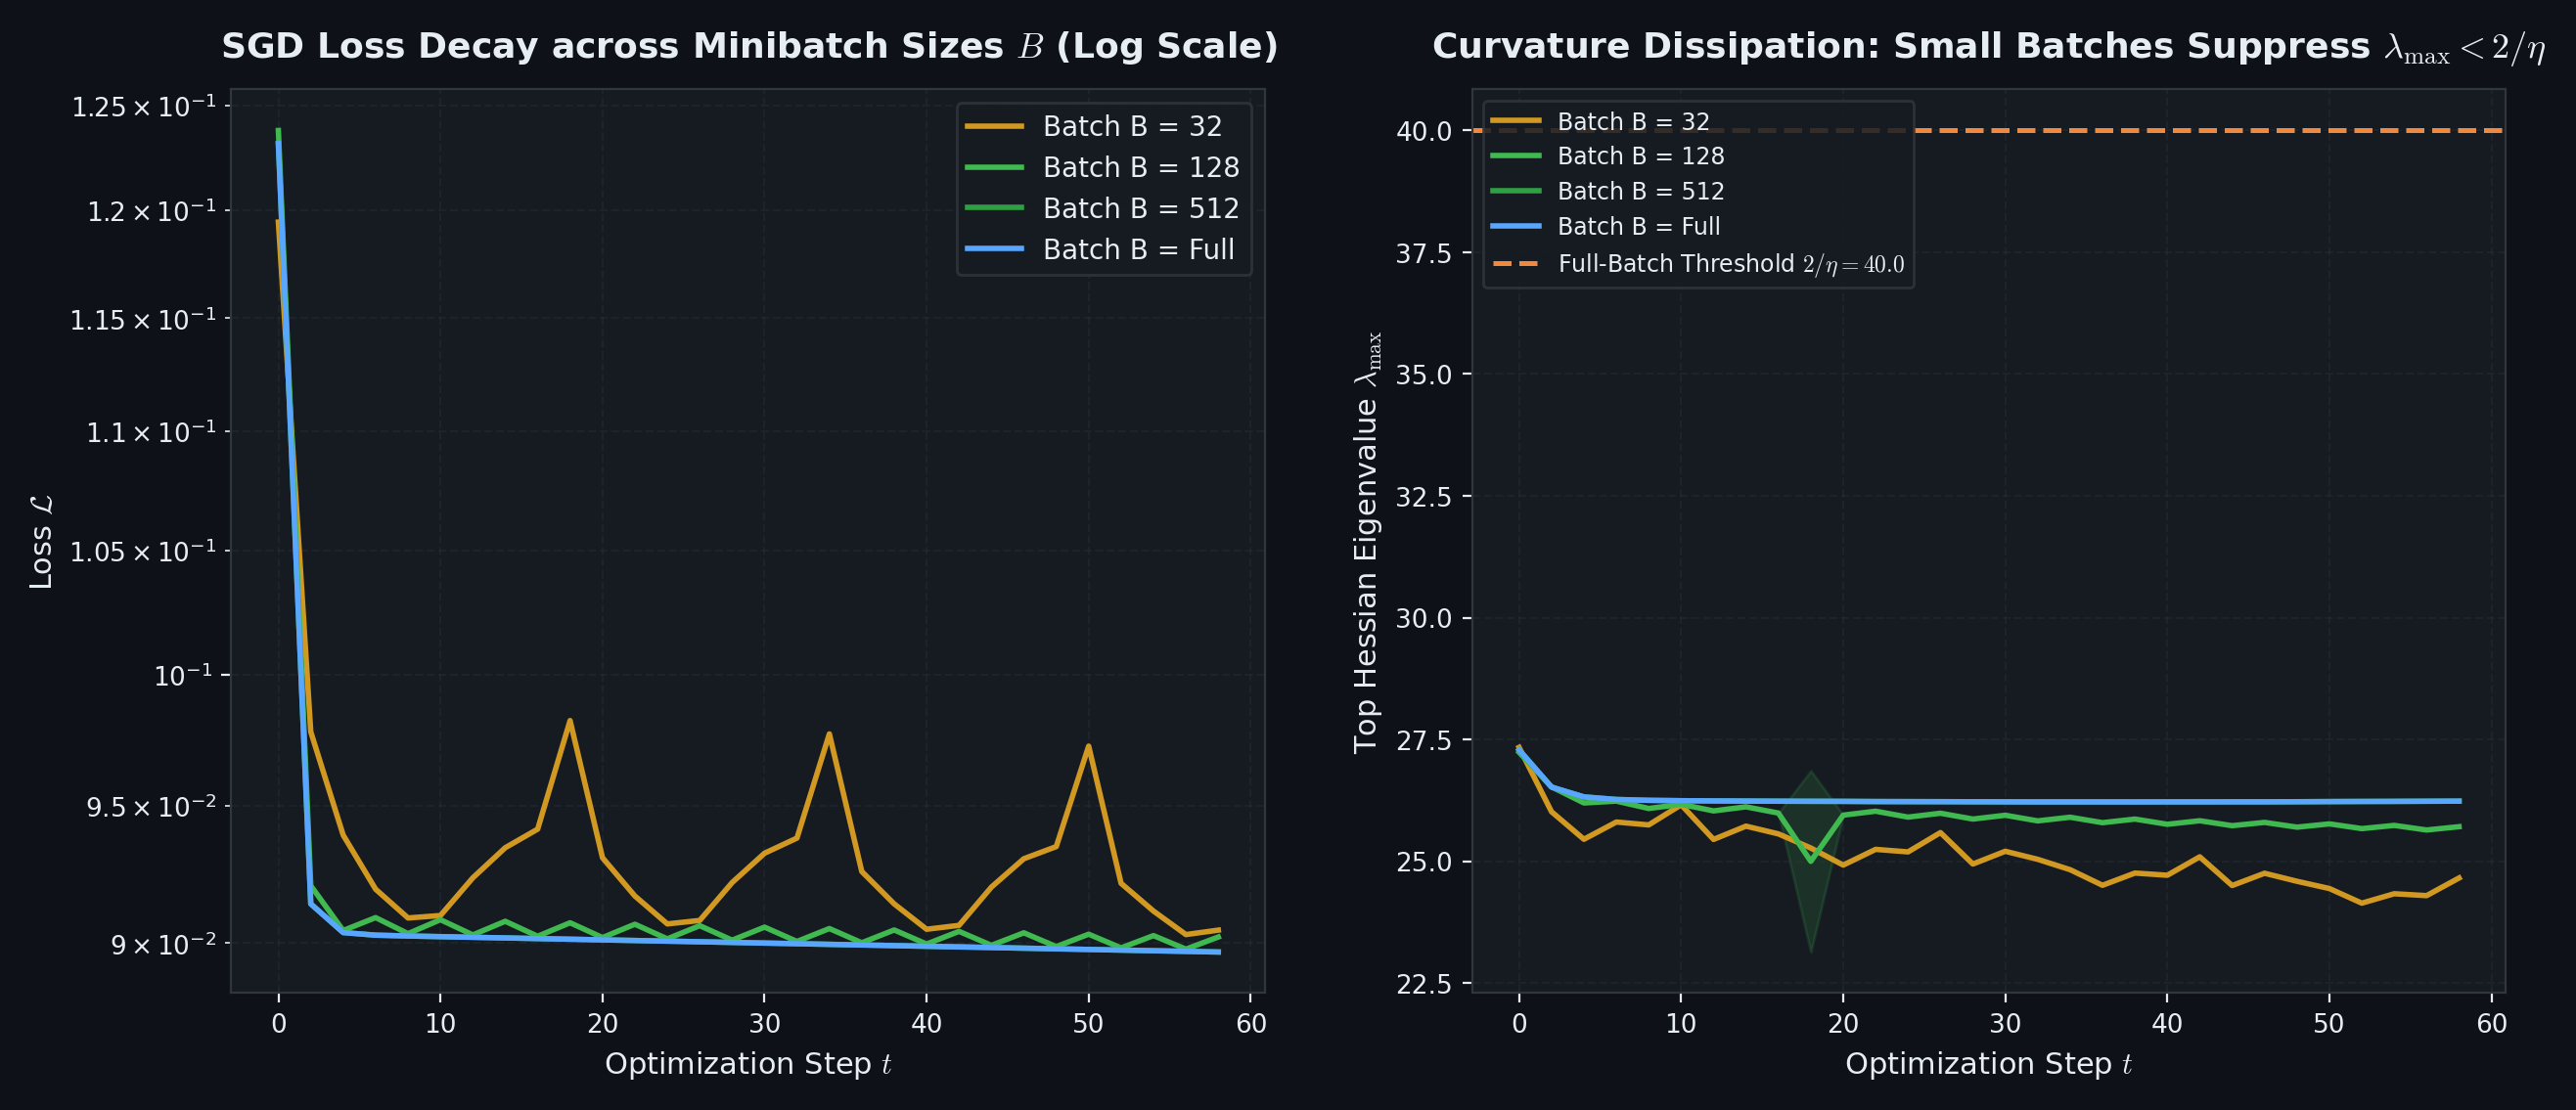 SGD Loss Decay across Minibatch Sizes B (Log Scale)
1.25 × 10⁻¹
1.2 × 10⁻¹
1.15 × 10⁻¹
1.1 × 10⁻¹
1.05 × 10⁻¹
10⁻¹
9.5 × 10⁻²
9 × 10⁻²
Loss ℒ
Batch B = 32
Batch B = 128
Batch B = 512
Batch B = Full
0 10 20 30 40 50 60
Optimization Step t
Curvature Dissipation: Small Batches Suppress λmax < 2/η
40.0
37.5
35.0
32.5
30.0
27.5
25.0
22.5
Top Hessian Eigenvalue λmax
Batch B = 32
Batch B = 128
Batch B = 512
Batch B = Full
Full-Batch Threshold 2/η = 40.0
0 10 20 30 40 50 60
Optimization Step t